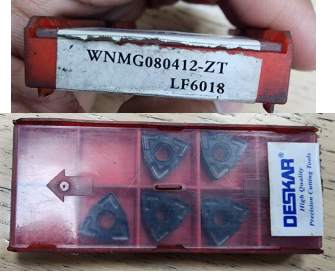 WNMG080412-ZT
LF6018
DESKAR
High Quality
Precision Cutting Tools